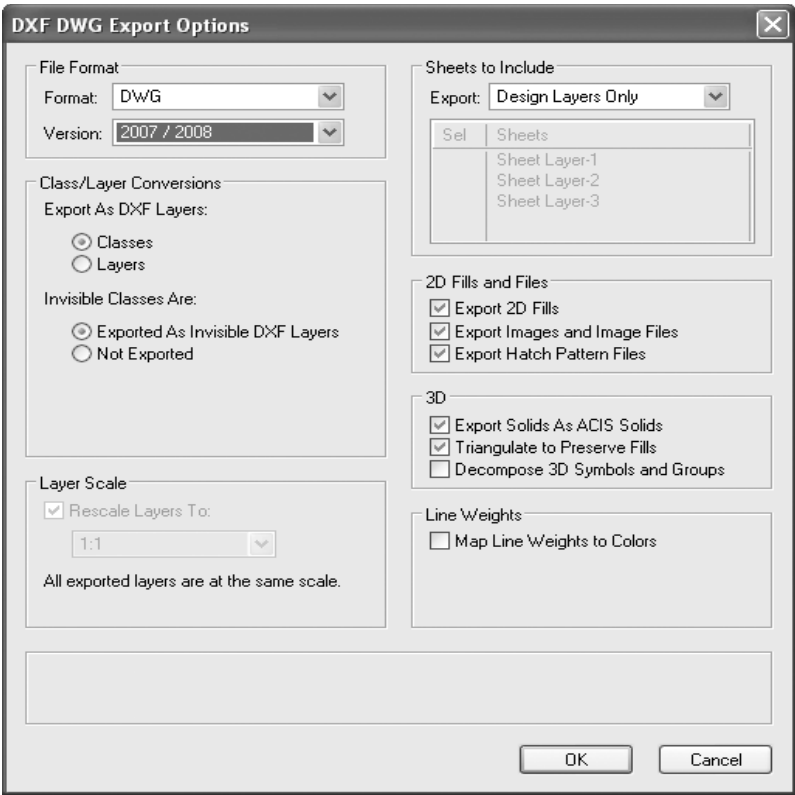 DXF DWG Export Options
File Format
Format: DWG
Version: 2007 / 2008
Class/Layer Conversions
Export As DXF Layers:
Classes
Layers
Invisible Classes Are:
Exported As Invisible DXF Layers
Not Exported
Layer Scale
Rescale Layers To:
1:1
All exported layers are at the same scale.
Sheets to Include
Export: Design Layers Only
Sel Sheets
Sheet Layer-1
Sheet Layer-2
Sheet Layer-3
2D Fills and Files
Export 2D Fills
Export Images and Image Files
Export Hatch Pattern Files
3D
Export Solids As ACIS Solids
Triangulate to Preserve Fills
Decompose 3D Symbols and Groups
Line Weights
Map Line Weights to Colors
OK Cancel